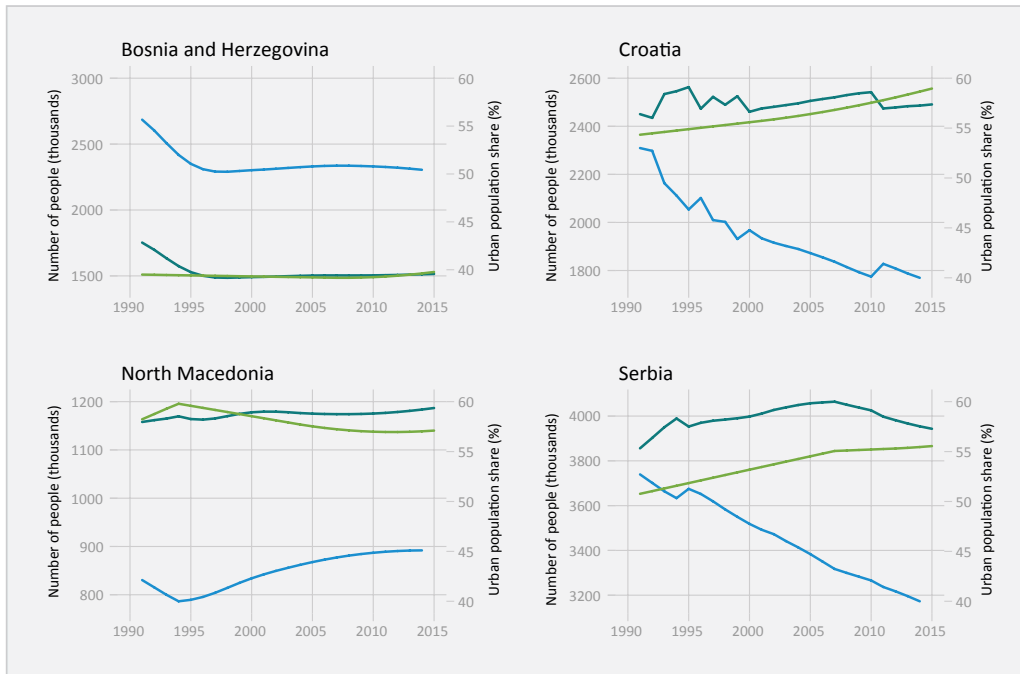 Bosnia and Herzegovina
Number of people (thousands)
3000
2500
2000
1500
60
55
50
45
40
Urban population share (%)
1990 1995 2000 2005 2010 2015
Croatia
Number of people (thousands)
2600
2400
2200
2000
1800
60
55
50
45
40
Urban population share (%)
1990 1995 2000 2005 2010 2015
North Macedonia
Number of people (thousands)
1200
1100
1000
900
800
60
55
50
45
40
Urban population share (%)
1990 1995 2000 2005 2010 2015
Serbia
Number of people (thousands)
4000
3800
3600
3400
3200
60
55
50
45
40
Urban population share (%)
1990 1995 2000 2005 2010 2015